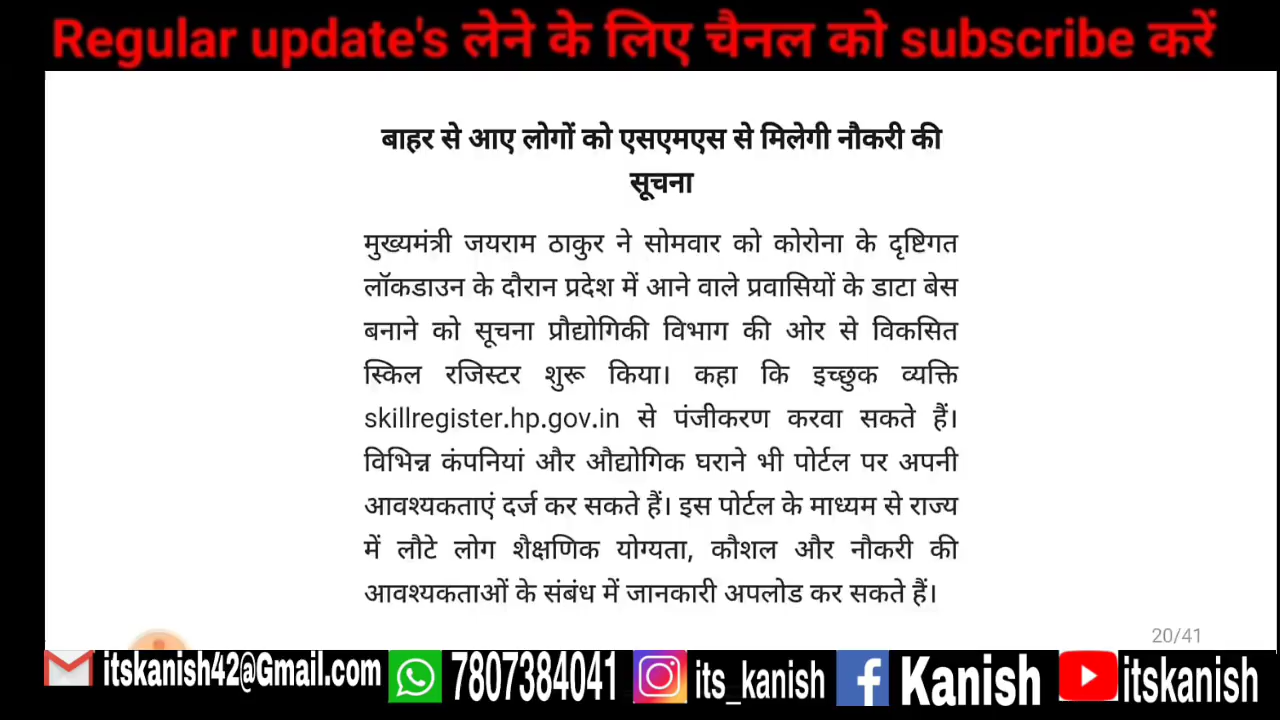 Regular update's लेने के लिए चैनल को subscribe करें
बाहर से आए लोगों को एसएमएस से मिलेगी नौकरी की
सूचना
मुख्यमंत्री जयराम ठाकुर ने सोमवार को कोरोना के दृष्टिगत
लॉकडाउन के दौरान प्रदेश में आने वाले प्रवासियों के डाटा बेस
बनाने को सूचना प्रौद्योगिकी विभाग की ओर से विकसित
स्किल रजिस्टर शुरू किया। कहा कि इच्छुक व्यक्ति
skillregister.hp.gov.in से पंजीकरण करवा सकते हैं।
विभिन्न कंपनियां और औद्योगिक घराने भी पोर्टल पर अपनी
आवश्यकताएं दर्ज कर सकते हैं। इस पोर्टल के माध्यम से राज्य
में लौटे लोग शैक्षणिक योग्यता, कौशल और नौकरी की
आवश्यकताओं के संबंध में जानकारी अपलोड कर सकते हैं।
20/41
itskanish42@Gmail.com 7807384041 its_kanish Kanish itskanish